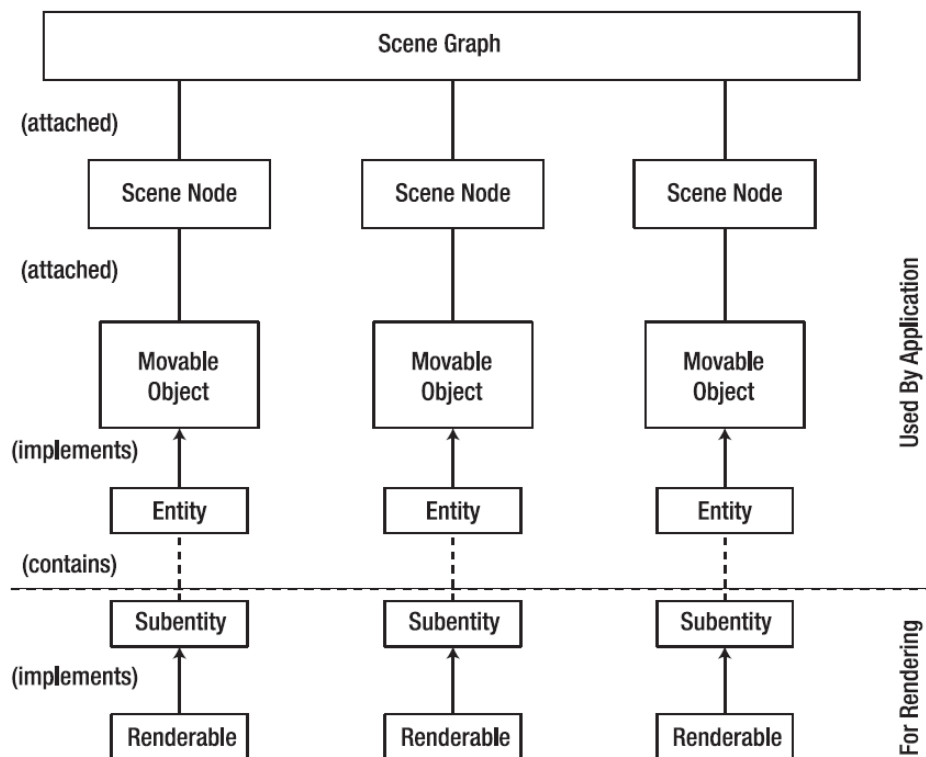 Scene Graph
(attached)
Scene Node Scene Node Scene Node
(attached)
Movable Movable Movable
Object Object Object
(implements)
Entity Entity Entity
(contains)
Subentity Subentity Subentity
(implements)
Renderable Renderable Renderable
Used By Application
For Rendering